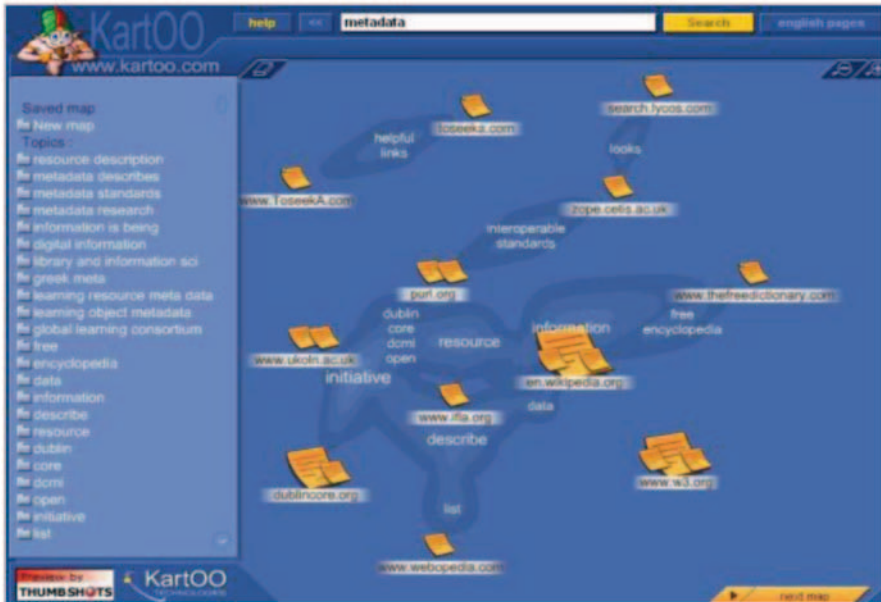 KartOO
www.kartoo.com
help
<<
metadata
Search
english pages
Saved map
New map
Topics :
resource description
metadata describes
metadata standards
metadata research
information is being
digital information
library and information sci
greek meta
learning resource meta data
learning object metadata
global learning consortium
free
encyclopedia
data
information
describe
resource
dublin
core
dcmi
open
initiative
list
Preview by
THUMBSHOTS
KartOO
TECHNOLOGIES
search.lycos.com
toseeka.com
helpful
links
looks
www.ToseekA.com
zope.cetis.ac.uk
interoperable
standards
purl.org
www.thefreedictionary.com
dublin
core
dcmi
open
resource
information
free
encyclopedia
www.ukoln.ac.uk
initiative
en.wikipedia.org
www.ifla.org
data
describe
dublincore.org
www.w3.org
list
www.webopedia.com
next map